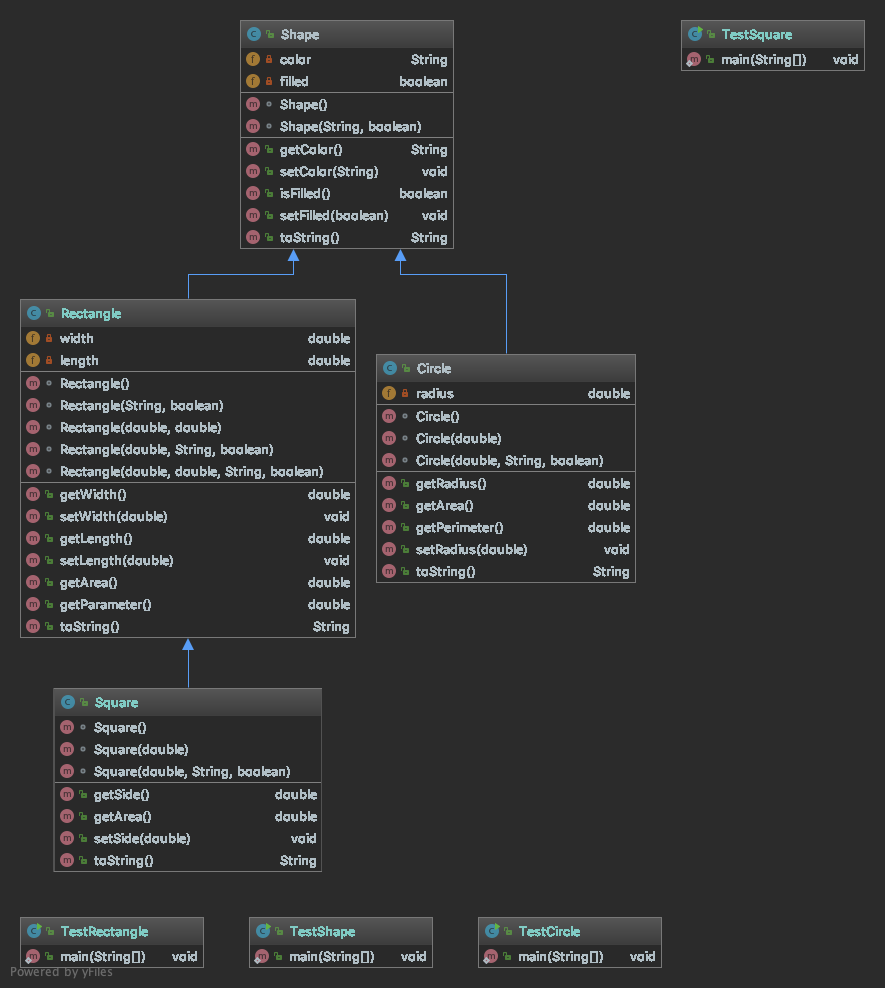 Shape
color String
filled boolean
Shape()
Shape(String, boolean)
getColor() String
setColor(String) void
isFilled() boolean
setFilled(boolean) void
toString() String
TestSquare
main(String[]) void
Rectangle
width double
length double
Rectangle()
Rectangle(String, boolean)
Rectangle(double, double)
Rectangle(double, String, boolean)
Rectangle(double, double, String, boolean)
getWidth() double
setWidth(double) void
getLength() double
setLength(double) void
getArea() double
getParameter() double
toString() String
Circle
radius double
Circle()
Circle(double)
Circle(double, String, boolean)
getRadius() double
getArea() double
getPerimeter() double
setRadius(double) void
toString() String
Square
Square()
Square(double)
Square(double, String, boolean)
getSide() double
getArea() double
setSide(double) void
toString() String
TestRectangle
main(String[]) void
TestShape
main(String[]) void
TestCircle
main(String[]) void
Powered by yFiles